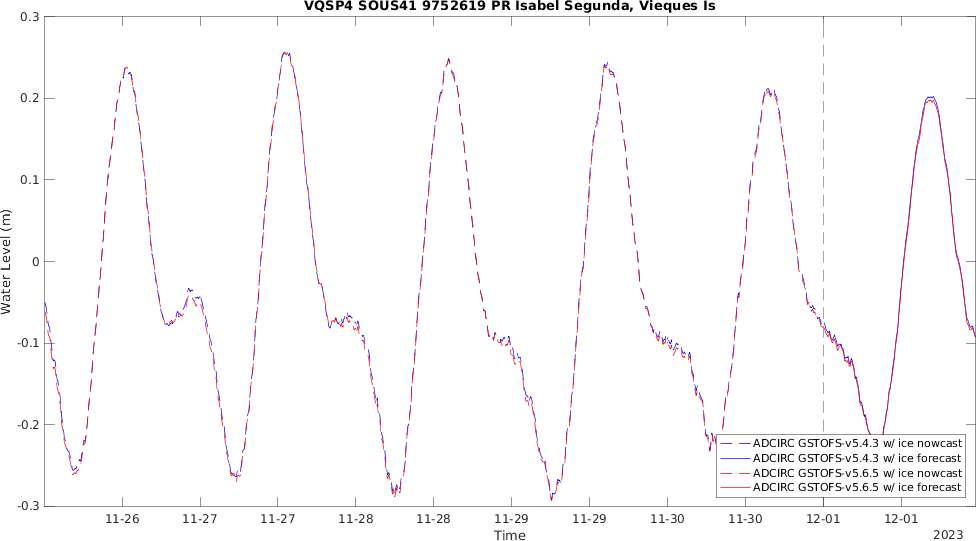 VQSP4 SOUS41 9752619 PR Isabel Segunda, Vieques Is
0.3
0.2
0.1
0
-0.1
-0.2
-0.3
Water Level (m)
ADCIRC GSTOFS-v5.4.3 w/ ice nowcast
ADCIRC GSTOFS-v5.4.3 w/ ice forecast
ADCIRC GSTOFS-v5.6.5 w/ ice nowcast
ADCIRC GSTOFS-v5.6.5 w/ ice forecast
11-26 11-27 11-27 11-28 11-28 11-29 11-29 11-30 11-30 12-01 12-01
Time
2023